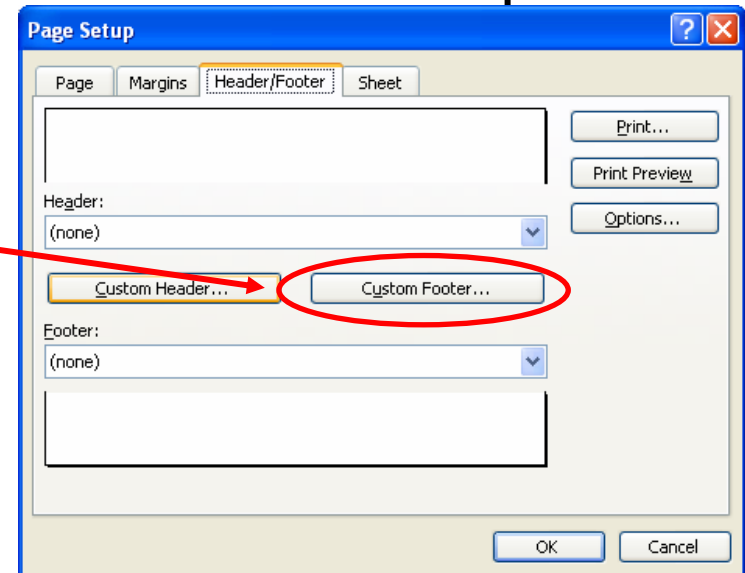 Page Setup
Page Margins Header/Footer Sheet
Print...
Print Preview
Header:
(none)
Options...
Custom Header... Custom Footer...
Footer:
(none)
OK Cancel